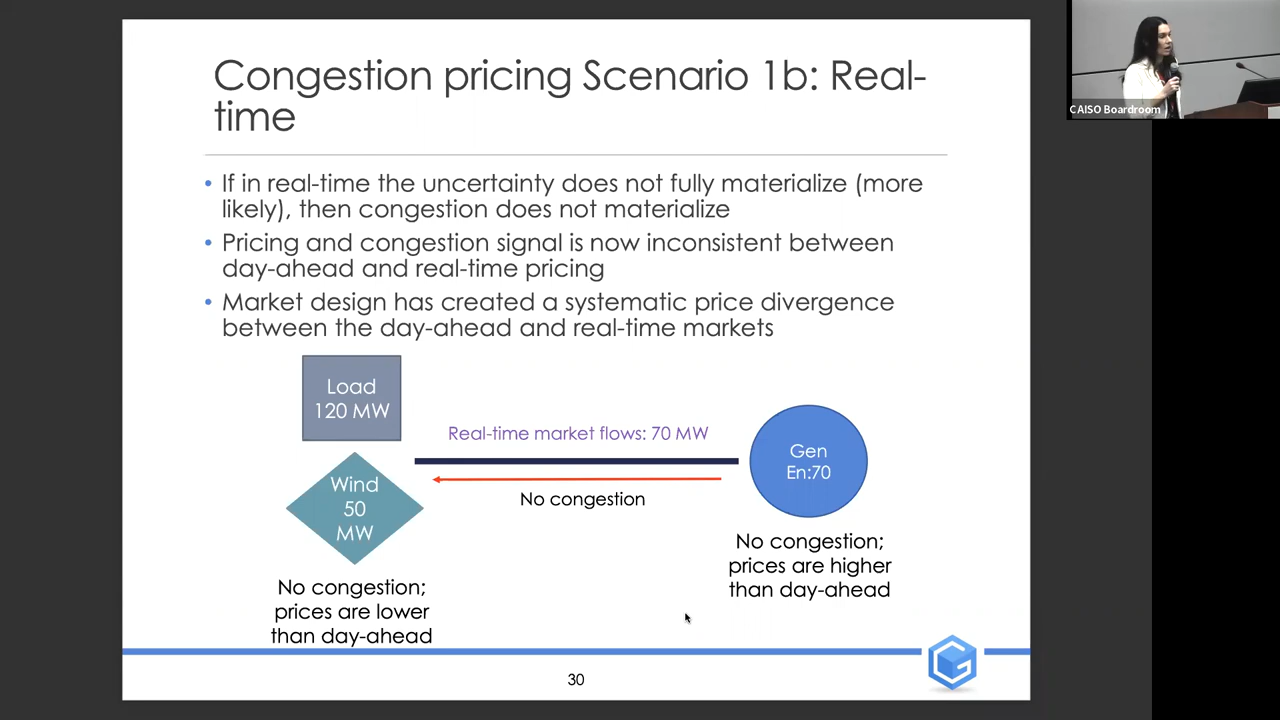 Congestion pricing Scenario 1b: Real-
time
• If in real-time the uncertainty does not fully materialize (more
likely), then congestion does not materialize
• Pricing and congestion signal is now inconsistent between
day-ahead and real-time pricing
• Market design has created a systematic price divergence
between the day-ahead and real-time markets
Load
120 MW
Real-time market flows: 70 MW
Gen
En:70
Wind
50
MW
No congestion
No congestion;
prices are higher
than day-ahead
No congestion;
prices are lower
than day-ahead
30
CAISO Boardroom